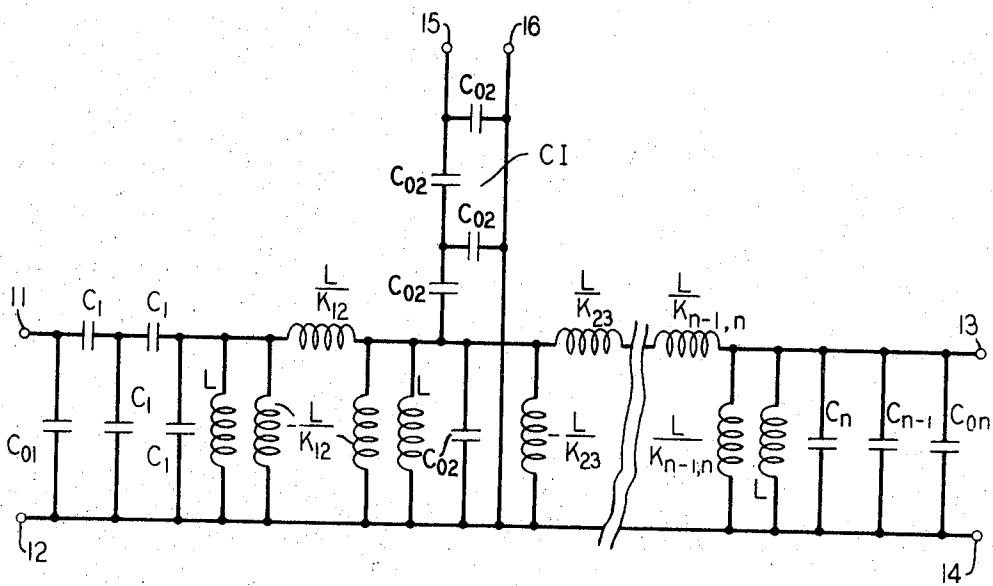 15
16
C02
C02
CI
C02
C02
11
C1
C1
L/K12
L/K23
L/Kn-1,n
13
C01
C1
C1
L
-L/K12
L
C02
-L/K23
L/Kn-1,n
L
Cn
Cn-1
C0n
12
14